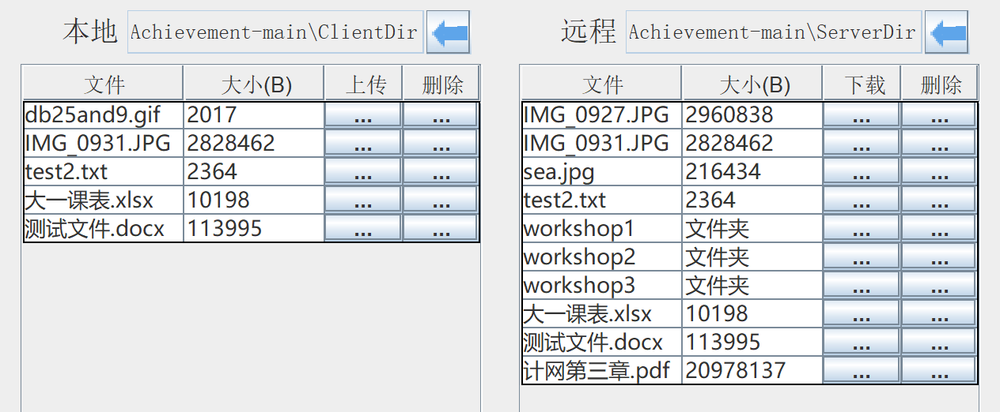 本地 Achievement-main\ClientDir
文件 大小(B) 上传 删除
db25and9.gif 2017 ... ...
IMG_0931.JPG 2828462 ... ...
test2.txt 2364 ... ...
大一课表.xlsx 10198 ... ...
测试文件.docx 113995 ... ...
远程 Achievement-main\ServerDir
文件 大小(B) 下载 删除
IMG_0927.JPG 2960838 ... ...
IMG_0931.JPG 2828462 ... ...
sea.jpg 216434 ... ...
test2.txt 2364 ... ...
workshop1 文件夹 ... ...
workshop2 文件夹 ... ...
workshop3 文件夹 ... ...
大一课表.xlsx 10198 ... ...
测试文件.docx 113995 ... ...
计网第三章.pdf 20978137 ... ...